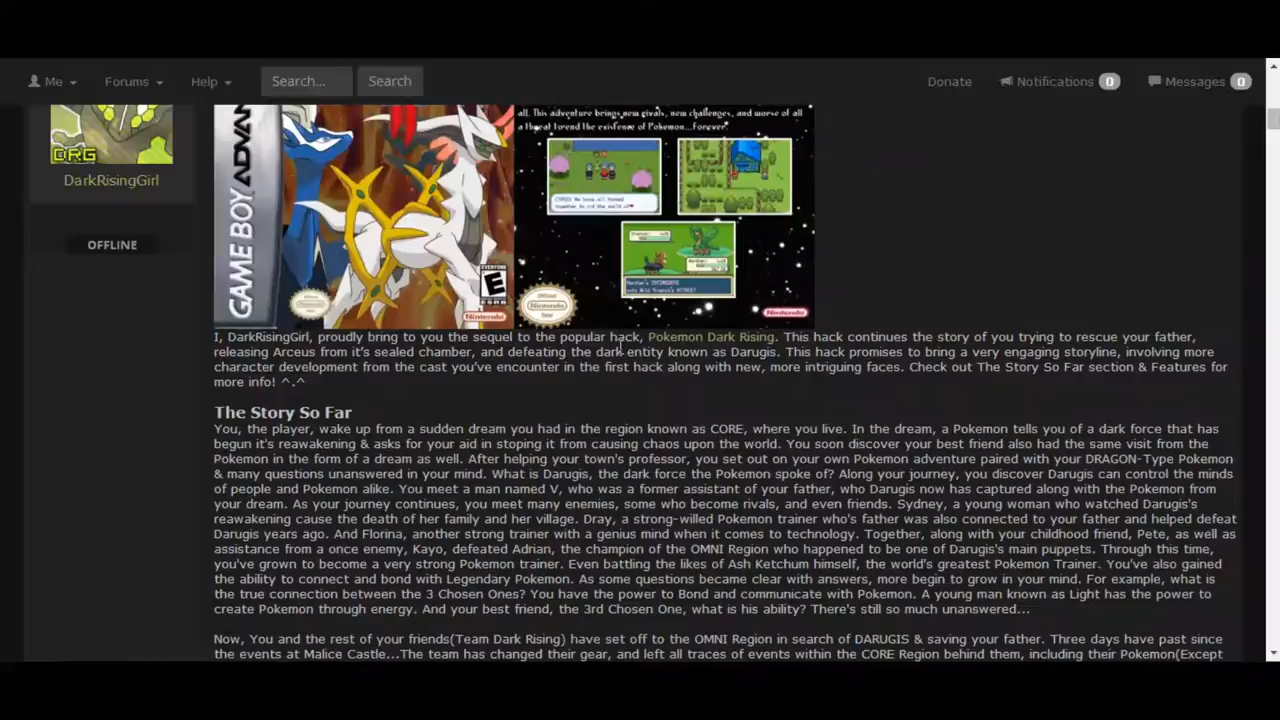 Me Forums Help Search... Search Donate Notifications 0 Messages 0
all. This adventure brings new rivals, new challenges, and worse of all
a threat to end the existence of Pokemon...Forever.
DRG
DarkRisingGirl
OFFLINE
GAME BOY ADVAN
EVERYONE
E
Nintendo
Nintendo
Nintendo
I, DarkRisingGirl, proudly bring to you the sequel to the popular hack, Pokemon Dark Rising. This hack continues the story of you trying to rescue your father,
releasing Arceus from it's sealed chamber, and defeating the dark entity known as Darugis. This hack promises to bring a very engaging storyline, involving more
character development from the cast you've encounter in the first hack along with new, more intriguing faces. Check out The Story So Far section & Features for
more info! ^.^
The Story So Far
You, the player, wake up from a sudden dream you had in the region known as CORE, where you live. In the dream, a Pokemon tells you of a dark force that has
begun it's reawakening & asks for your aid in stoping it from causing chaos upon the world. You soon discover your best friend also had the same visit from the
Pokemon in the form of a dream as well. After helping your town's professor, you set out on your own Pokemon adventure paired with your DRAGON-Type Pokemon
& many questions unanswered in your mind. What is Darugis, the dark force the Pokemon spoke of? Along your journey, you discover Darugis can control the minds
of people and Pokemon alike. You meet a man named V, who was a former assistant of your father, who Darugis now has captured along with the Pokemon from
your dream. As your journey continues, you meet many enemies, some who become rivals, and even friends. Sydney, a young woman who watched Darugis's
reawakening cause the death of her family and her village. Dray, a strong-willed Pokemon trainer who's father was also connected to your father and helped defeat
Darugis years ago. And Florina, another strong trainer with a genius mind when it comes to technology. Together, along with your childhood friend, Pete, as well as
assistance from a once enemy, Kayo, defeated Adrian, the champion of the OMNI Region who happened to be one of Darugis's main puppets. Through this time,
you've grown to become a very strong Pokemon trainer. Even battling the likes of Ash Ketchum himself, the world's greatest Pokemon Trainer. You've also gained
the ability to connect and bond with Legendary Pokemon. As some questions became clear with answers, more begin to grow in your mind. For example, what is
the true connection between the 3 Chosen Ones? You have the power to Bond and communicate with Pokemon. A young man known as Light has the power to
create Pokemon through energy. And your best friend, the 3rd Chosen One, what is his ability? There's still so much unanswered...
Now, You and the rest of your friends(Team Dark Rising) have set off to the OMNI Region in search of DARUGIS & saving your father. Three days have past since
the events at Malice Castle...The team has changed their gear, and left all traces of events within the CORE Region behind them, including their Pokemon(Except